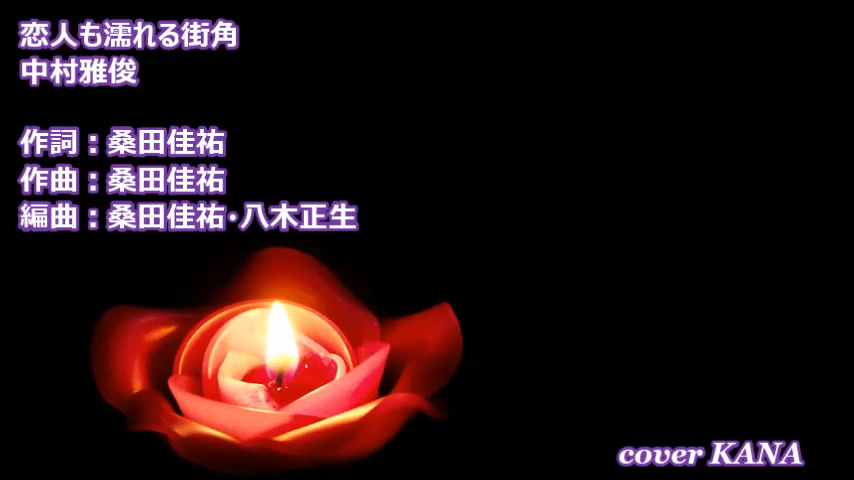 恋人も濡れる街角
中村雅俊
作詞：桑田佳祐
作曲：桑田佳祐
編曲：桑田佳祐･八木正生
cover KANA